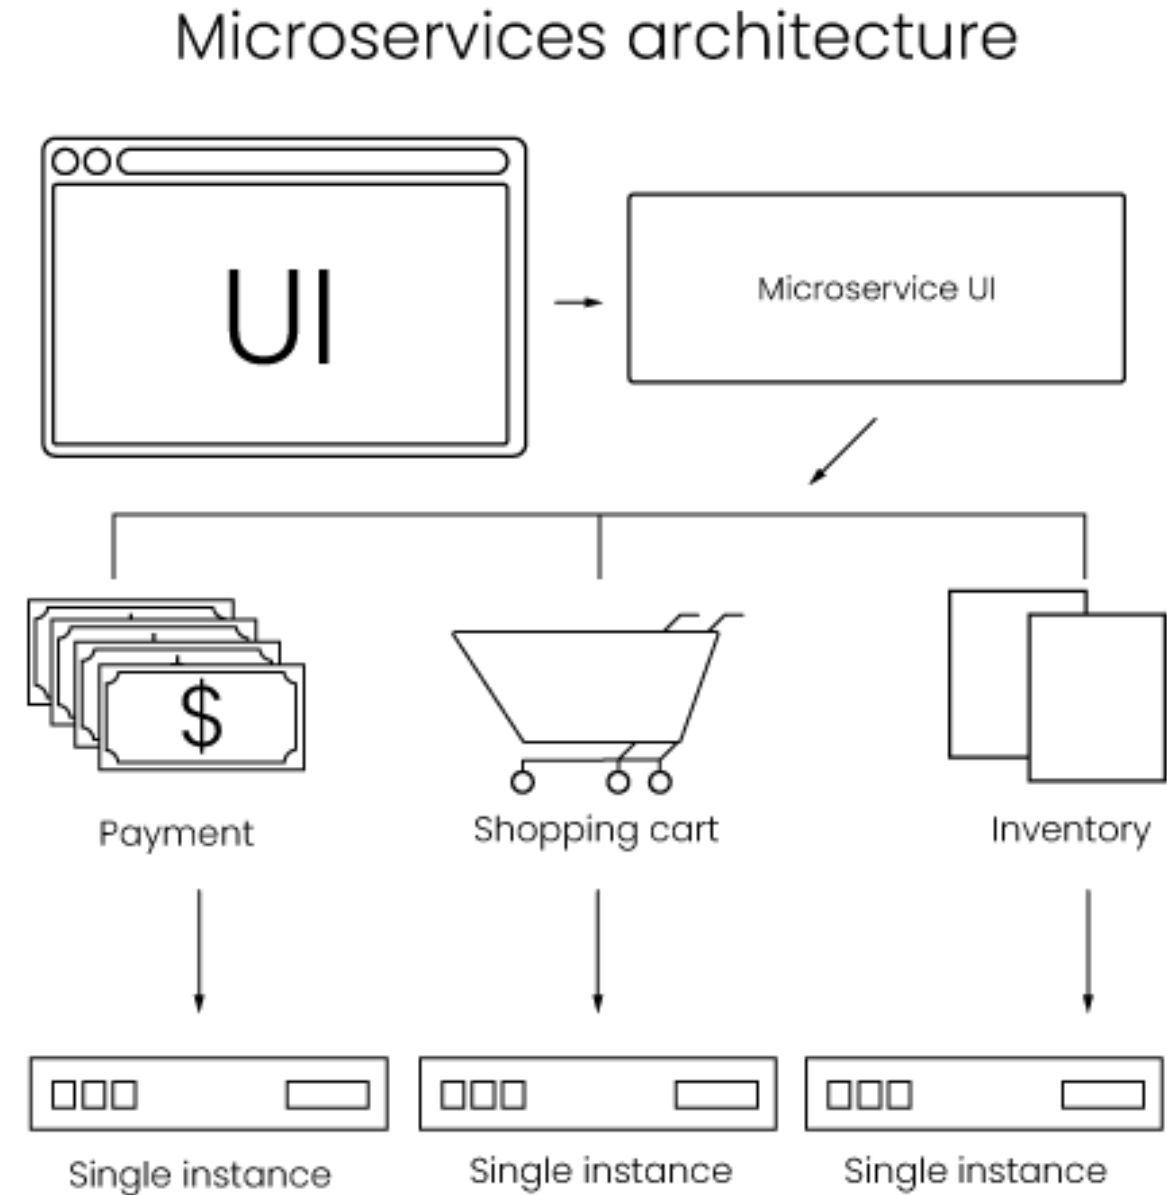 Microservices architecture
UI
Microservice UI
$
Payment
Shopping cart
Inventory
Single instance
Single instance
Single instance